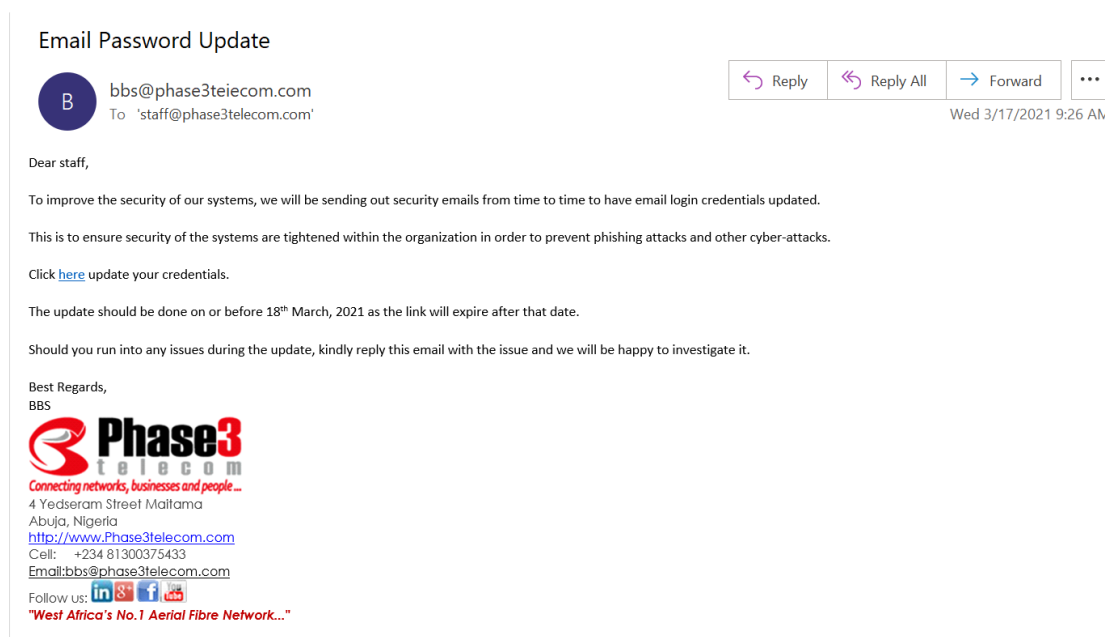 Email Password Update
B
bbs@phase3teiecom.com
To 'staff@phase3telecom.com'
Reply
Reply All
Forward
Wed 3/17/2021 9:26 AM
Dear staff,
To improve the security of our systems, we will be sending out security emails from time to time to have email login credentials updated.
This is to ensure security of the systems are tightened within the organization in order to prevent phishing attacks and other cyber-attacks.
Click here update your credentials.
The update should be done on or before 18th March, 2021 as the link will expire after that date.
Should you run into any issues during the update, kindly reply this email with the issue and we will be happy to investigate it.
Best Regards,
BBS
Phase3
telecom
Connecting networks, businesses and people...
4 Yedseram Street Maitama
Abuja, Nigeria
http://www.Phase3telecom.com
Cell: +234 81300375433
Email:bbs@phase3telecom.com
Follow us: in 8+ f You Tube
"West Africa's No.1 Aerial Fibre Network..."